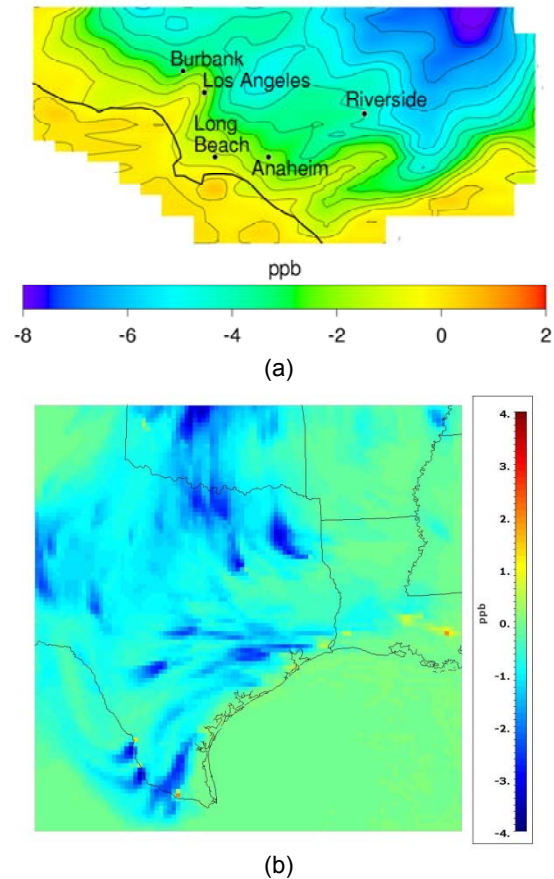 Burbank
Los Angeles
Riverside
Long
Beach
Anaheim
ppb
-8 -6 -4 -2 0 2
(a)
4.
3.
2.
1.
0.
-1.
-2.
-3.
-4.
ppb
(b)